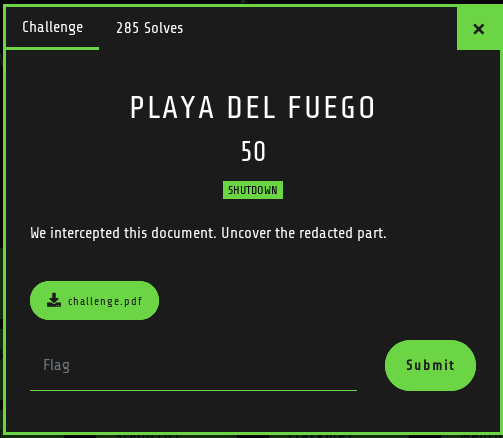 Challenge
285 Solves
×
PLAYA DEL FUEGO
50
SHUTDOWN
We intercepted this document. Uncover the redacted part.
challenge.pdf
Flag
Submit